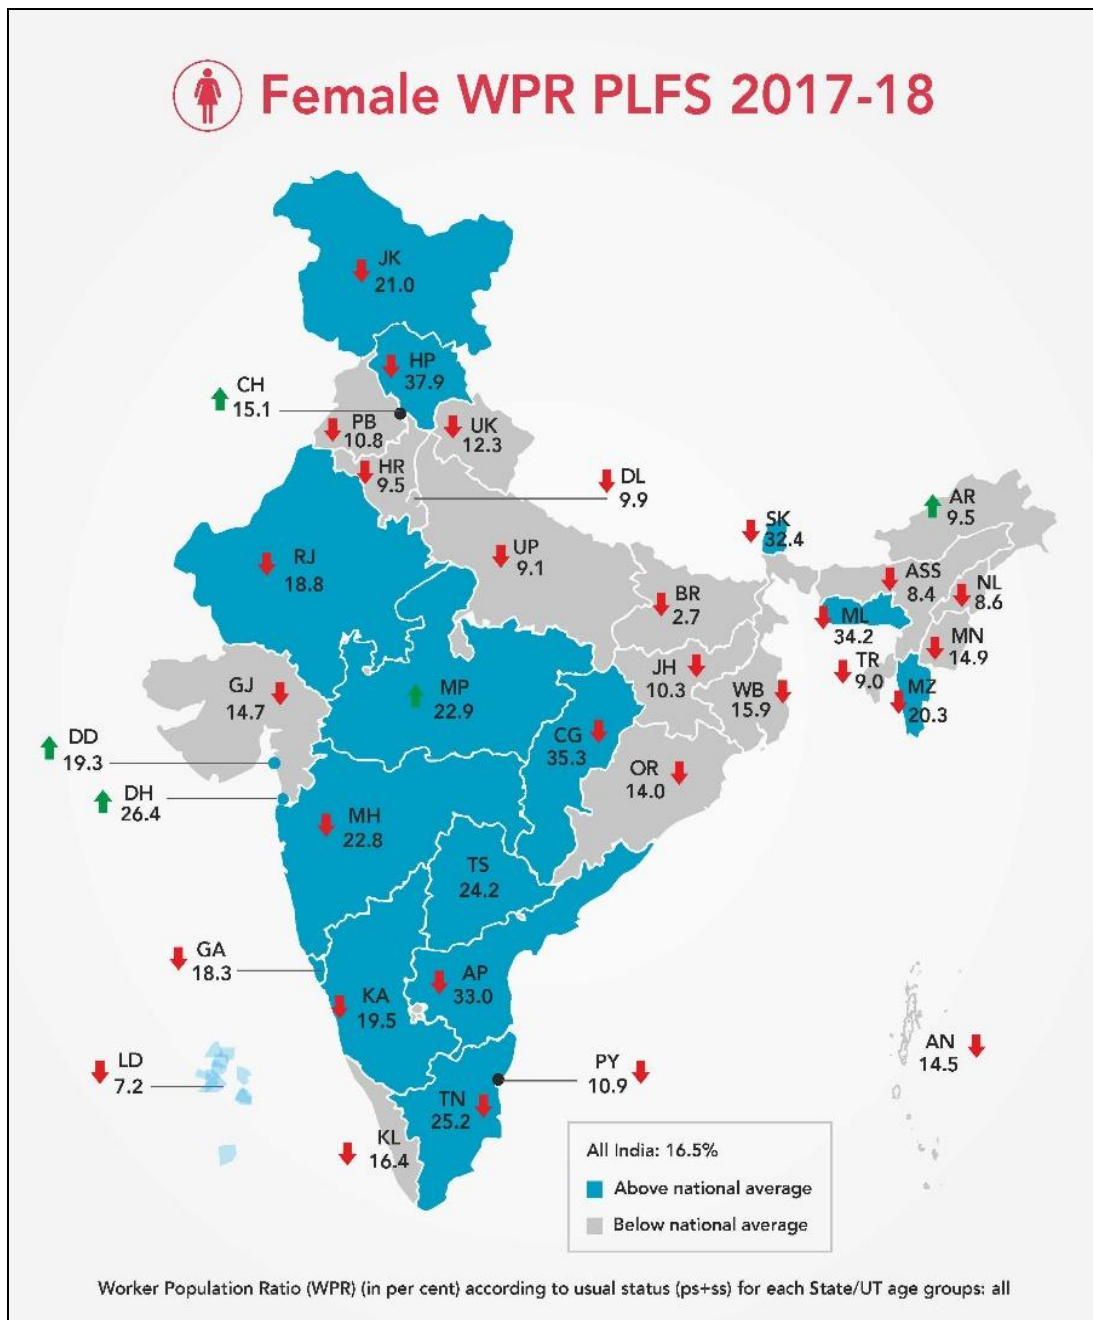 Female WPR PLFS 2017-18
JK
21.0
HP
37.9
CH
15.1
PB
10.8
UK
12.3
HR
9.5
DL
9.9
AR
9.5
SK
32.4
RJ
18.8
UP
9.1
ASS
8.4
NL
8.6
BR
2.7
ML
34.2
MN
14.9
JH
10.3
TR
9.0
GJ
14.7
MP
22.9
WB
15.9
MZ
20.3
DD
19.3
CG
35.3
OR
14.0
DH
26.4
MH
22.8
TS
24.2
GA
18.3
AP
33.0
KA
19.5
AN
14.5
LD
7.2
PY
10.9
TN
25.2
KL
16.4
All India: 16.5%
Above national average
Below national average
Worker Population Ratio (WPR) (in per cent) according to usual status (ps+ss) for each State/UT age groups: all